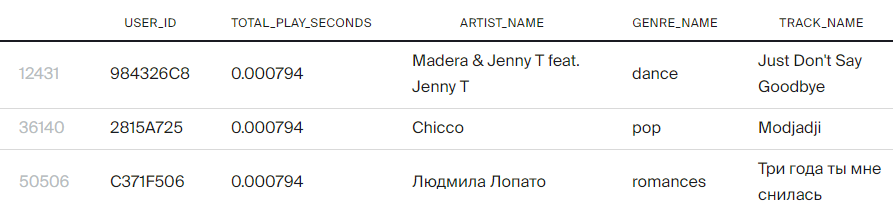 USER_ID TOTAL_PLAY_SECONDS ARTIST_NAME GENRE_NAME TRACK_NAME
12431 984326C8 0.000794 Madera & Jenny T feat. Jenny T dance Just Don't Say Goodbye
36140 2815A725 0.000794 Chicco pop Modjadji
50506 C371F506 0.000794 Людмила Лопато romances Три года ты мне снилась